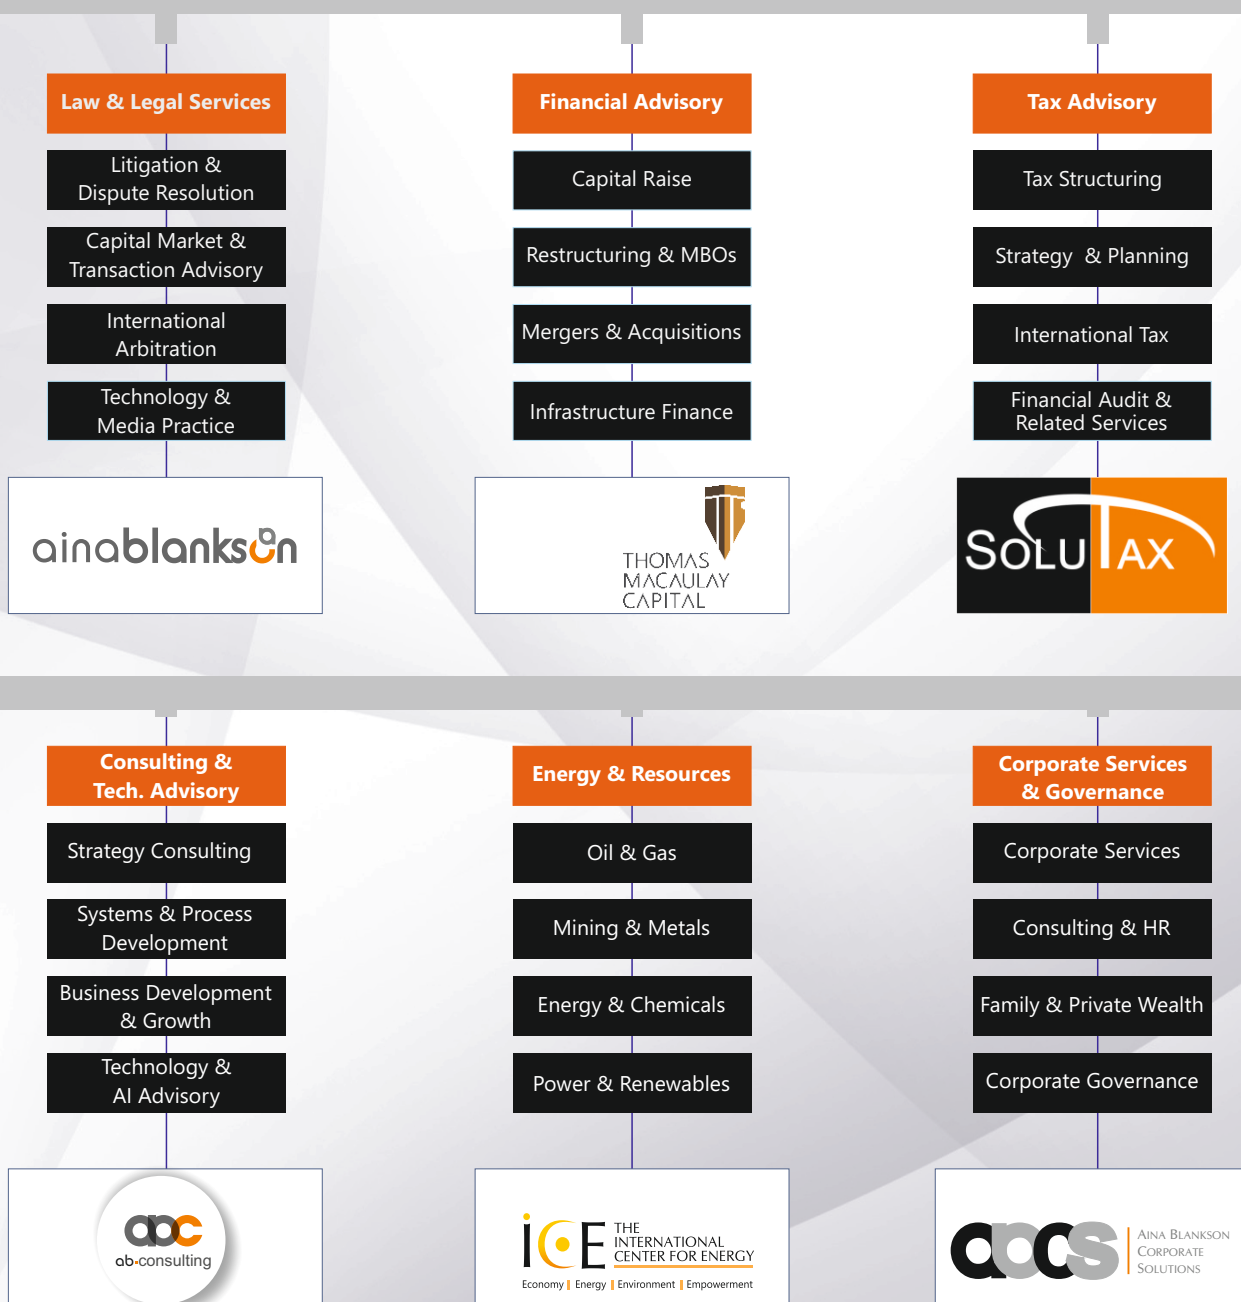 Law & Legal Services
Litigation &
Dispute Resolution
Capital Market &
Transaction Advisory
International
Arbitration
Technology &
Media Practice
ainablankson
Financial Advisory
Capital Raise
Restructuring & MBOs
Mergers & Acquisitions
Infrastructure Finance
THOMAS
MACAULAY
CAPITAL
Tax Advisory
Tax Structuring
Strategy & Planning
International Tax
Financial Audit &
Related Services
SOLUTAX
Consulting &
Tech. Advisory
Strategy Consulting
Systems & Process
Development
Business Development
& Growth
Technology &
AI Advisory
abc
ab-consulting
Energy & Resources
Oil & Gas
Mining & Metals
Energy & Chemicals
Power & Renewables
iCE
THE
INTERNATIONAL
CENTER FOR ENERGY
Economy | Energy | Environment | Empowerment
Corporate Services
& Governance
Corporate Services
Consulting & HR
Family & Private Wealth
Corporate Governance
abcs
AINA BLANKSON
CORPORATE
SOLUTIONS